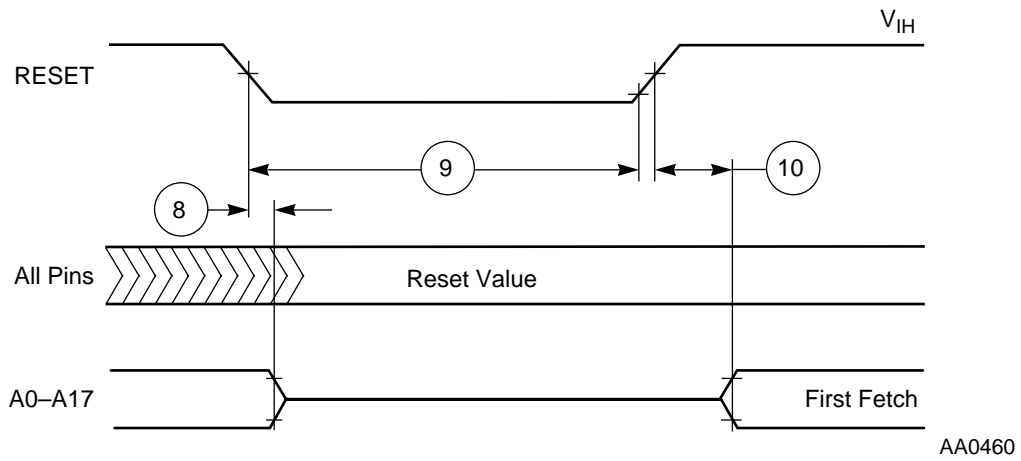 V_IH
RESET
9
10
8
All Pins
Reset Value
A0–A17
First Fetch
AA0460